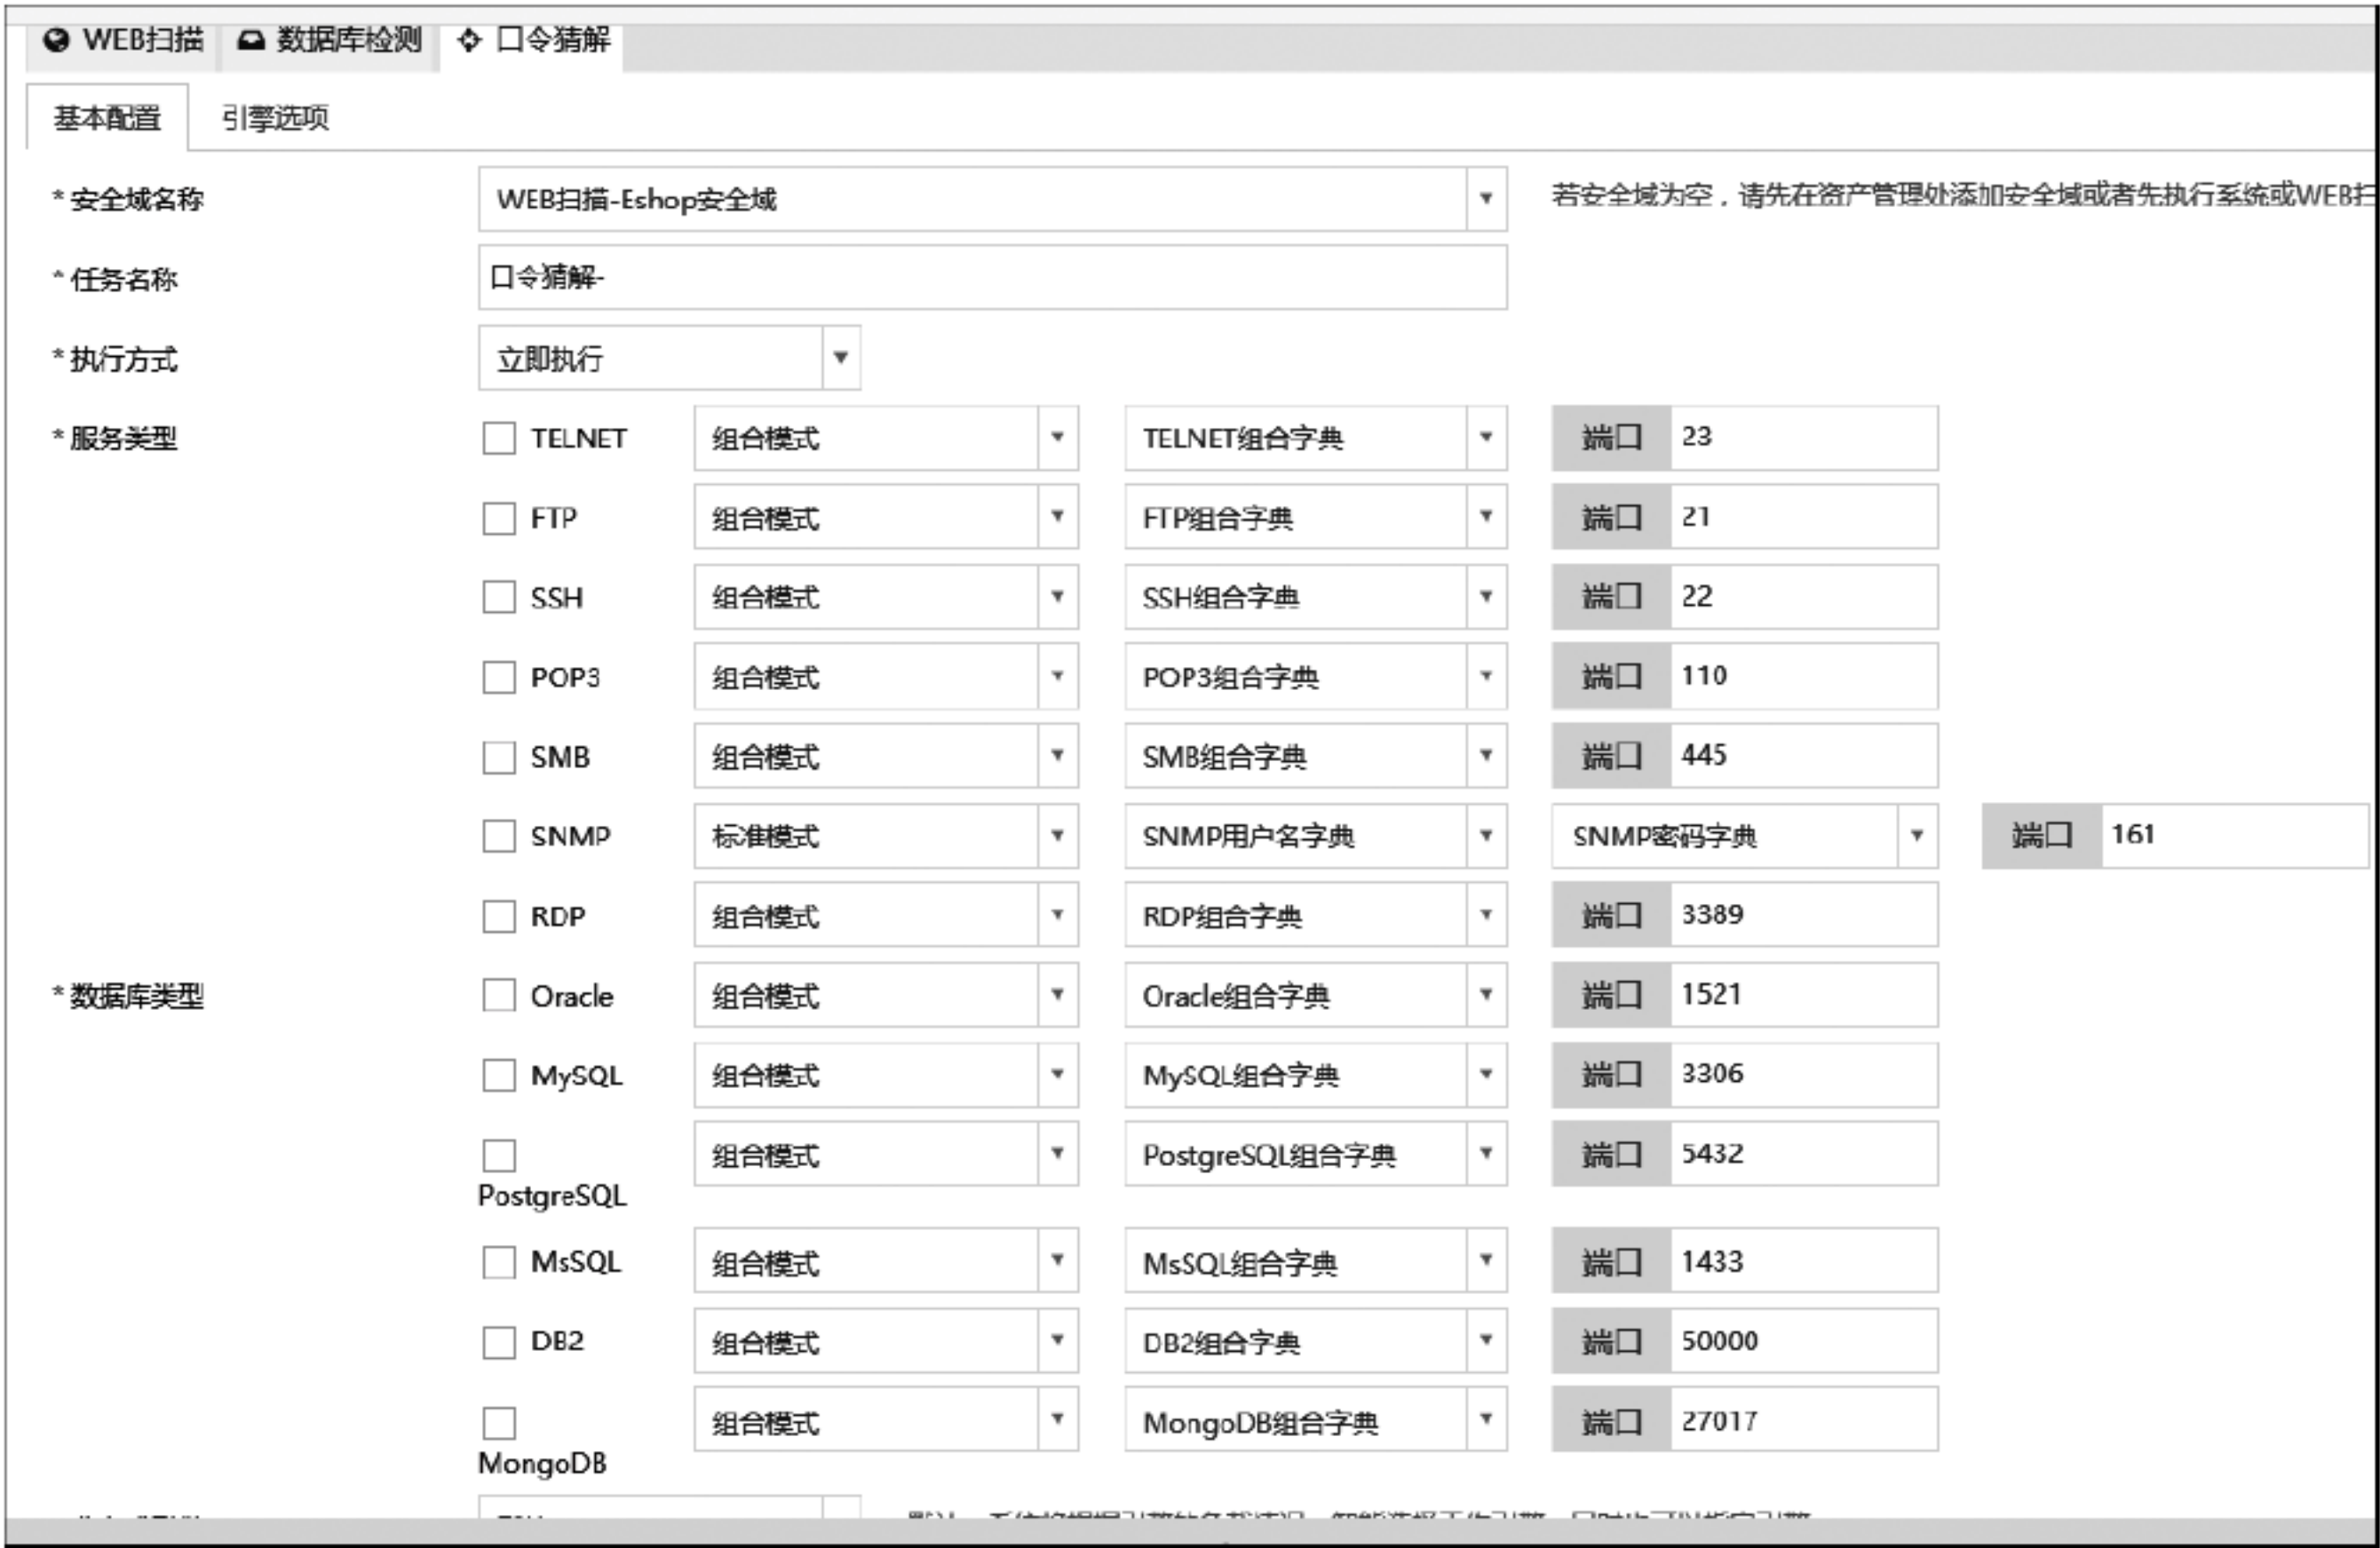 WEB扫描 数据库检测 口令猜解
基本配置 引擎选项
* 安全域名称 WEB扫描-Eshop安全域 若安全域为空，请先在资产管理处添加安全域或者先执行系统或WEB扫
* 任务名称 口令猜解-
* 执行方式 立即执行
* 服务类型 TELNET 组合模式 TELNET组合字典 端口 23
FTP 组合模式 FTP组合字典 端口 21
SSH 组合模式 SSH组合字典 端口 22
POP3 组合模式 POP3组合字典 端口 110
SMB 组合模式 SMB组合字典 端口 445
SNMP 标准模式 SNMP用户名字典 SNMP密码字典 端口 161
RDP 组合模式 RDP组合字典 端口 3389
* 数据库类型 Oracle 组合模式 Oracle组合字典 端口 1521
MySQL 组合模式 MySQL组合字典 端口 3306
PostgreSQL 组合模式 PostgreSQL组合字典 端口 5432
MsSQL 组合模式 MsSQL组合字典 端口 1433
DB2 组合模式 DB2组合字典 端口 50000
MongoDB 组合模式 MongoDB组合字典 端口 27017